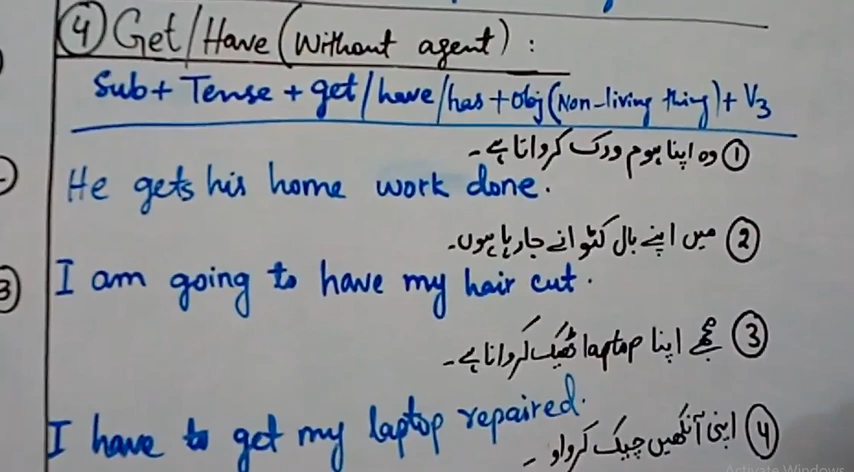 ④ Get/Have (Without agent) :
Sub + Tense + get/have/has + Obj (Non-living thing) + V3
① وہ اپنا ہوم ورک کرواتا ہے۔
He gets his home work done.
② میں اپنے بال کٹوانے جا رہا ہوں۔
I am going to have my hair cut.
③ مجھے اپنا laptop ٹھیک کروانا ہے۔
I have to get my laptop repaired.
④ اپنی آنکھیں چیک کرواو۔
Activate Windows